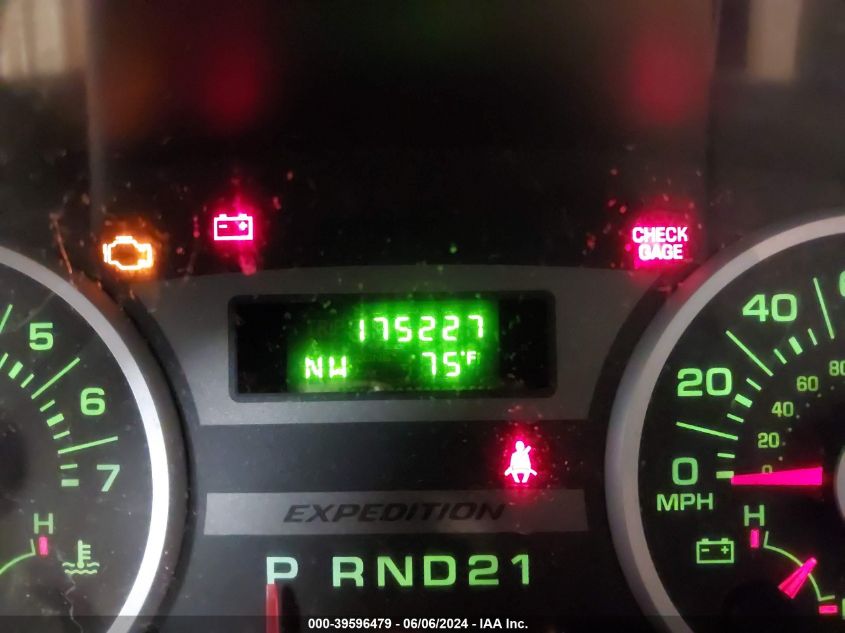 CHECK
GAGE
175227
NW 75°F
5
6
7
H
40
20
0
MPH
80
60
40
20
0
H
EXPEDITION
P RND21
000-39596479 - 06/06/2024 - IAA Inc.